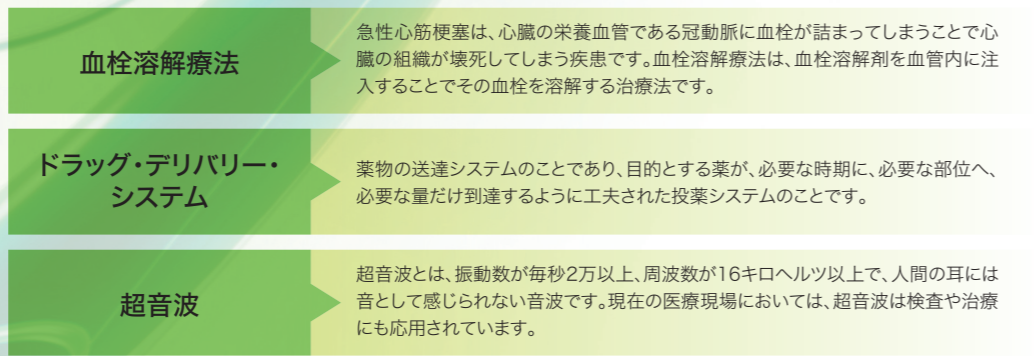 血栓溶解療法
急性心筋梗塞は、心臓の栄養血管である冠動脈に血栓が詰まってしまうことで心
臓の組織が壊死してしまう疾患です。血栓溶解療法は、血栓溶解剤を血管内に注
入することでその血栓を溶解する治療法です。
ドラッグ・デリバリー・
システム
薬物の送達システムのことであり、目的とする薬が、必要な時期に、必要な部位へ、
必要な量だけ到達するように工夫された投薬システムのことです。
超音波
超音波とは、振動数が毎秒2万以上、周波数が16キロヘルツ以上で、人間の耳には
音として感じられない音波です。現在の医療現場においては、超音波は検査や治療
にも応用されています。